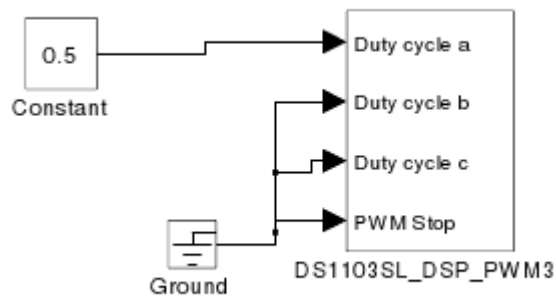 0.5
Constant
Duty cycle a
Duty cycle b
Duty cycle c
PWM Stop
Ground
DS1103SL_DSP_PWM3